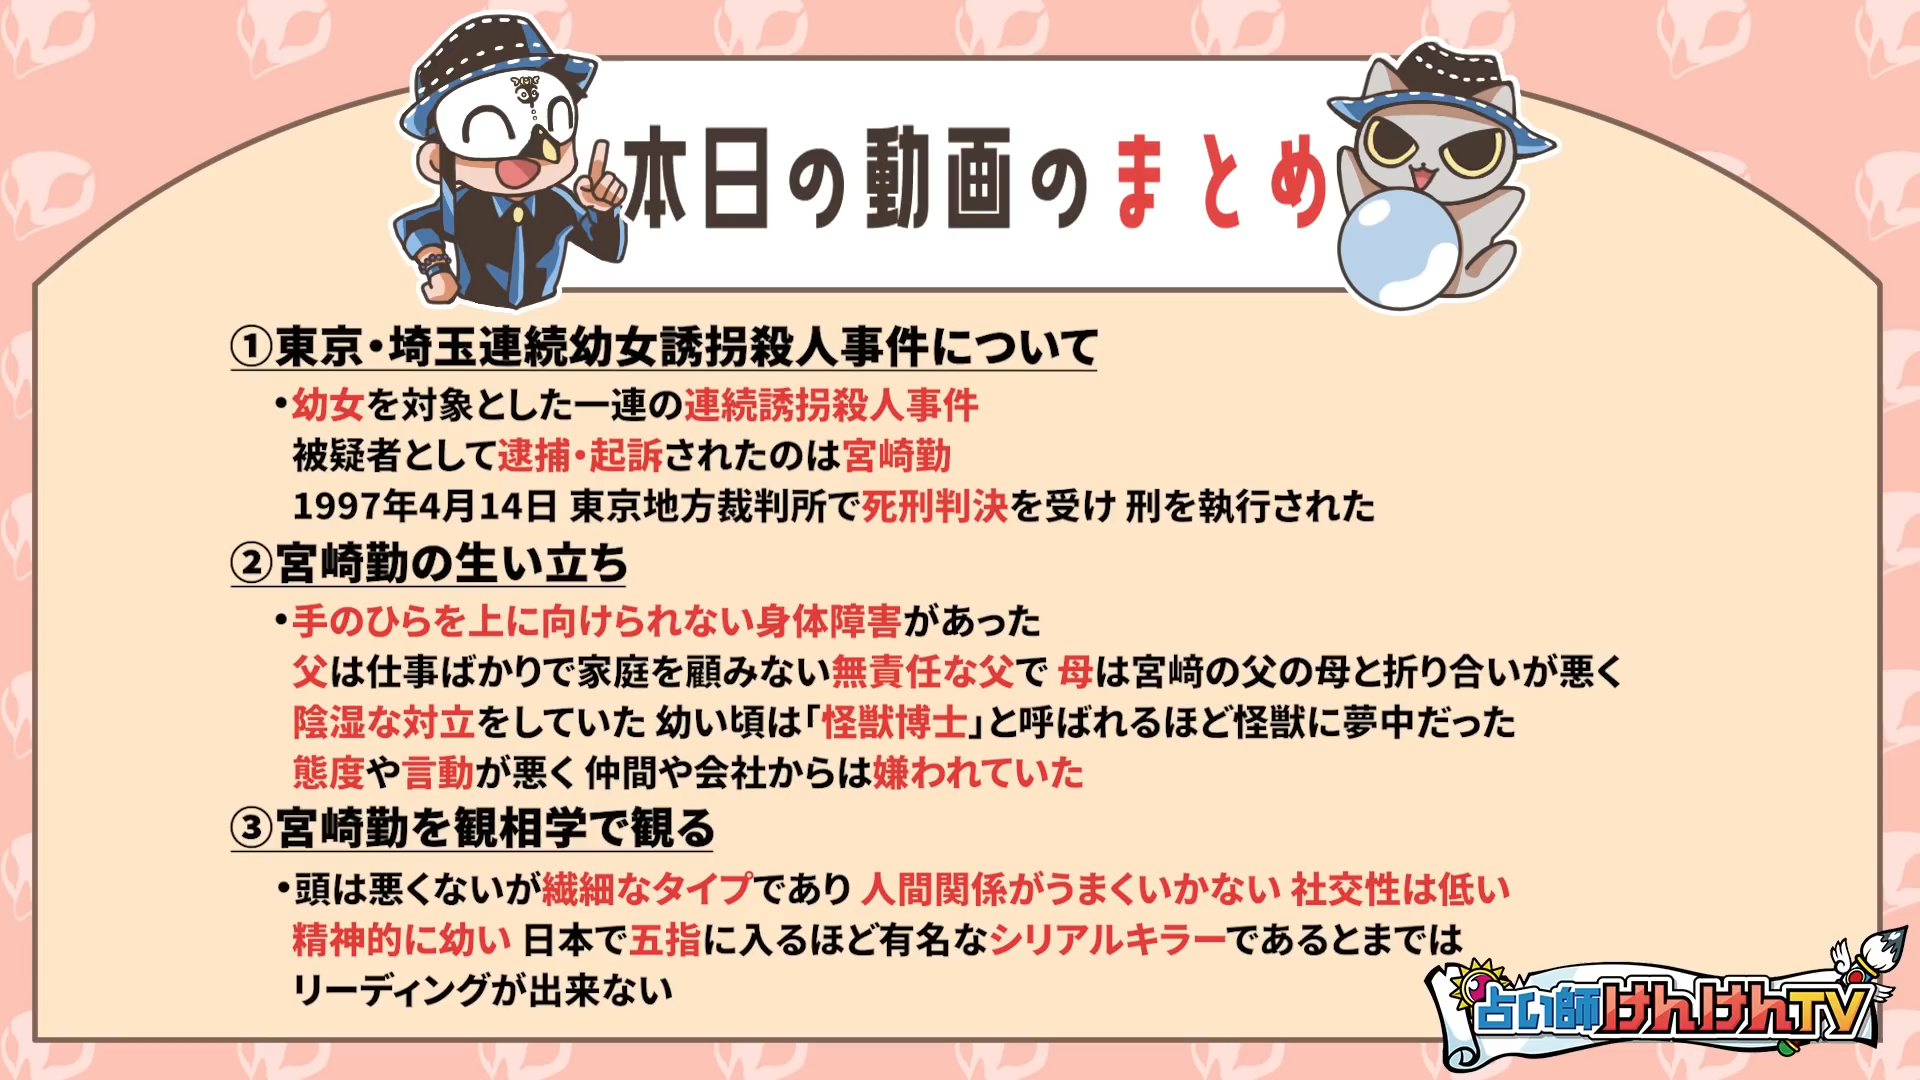 本日の動画のまとめ
①東京・埼玉連続幼女誘拐殺人事件について
・幼女を対象とした一連の連続誘拐殺人事件
被疑者として逮捕・起訴されたのは宮崎勤
1997年4月14日 東京地方裁判所で死刑判決を受け 刑を執行された
②宮崎勤の生い立ち
・手のひらを上に向けられない身体障害があった
父は仕事ばかりで家庭を顧みない無責任な父で 母は宮﨑の父の母と折り合いが悪く
陰湿な対立をしていた 幼い頃は「怪獣博士」と呼ばれるほど怪獣に夢中だった
態度や言動が悪く 仲間や会社からは嫌われていた
③宮崎勤を観相学で観る
・頭は悪くないが繊細なタイプであり 人間関係がうまくいかない 社交性は低い
精神的に幼い 日本で五指に入るほど有名なシリアルキラーであるとまでは
リーディングが出来ない
占い師けんけんTV